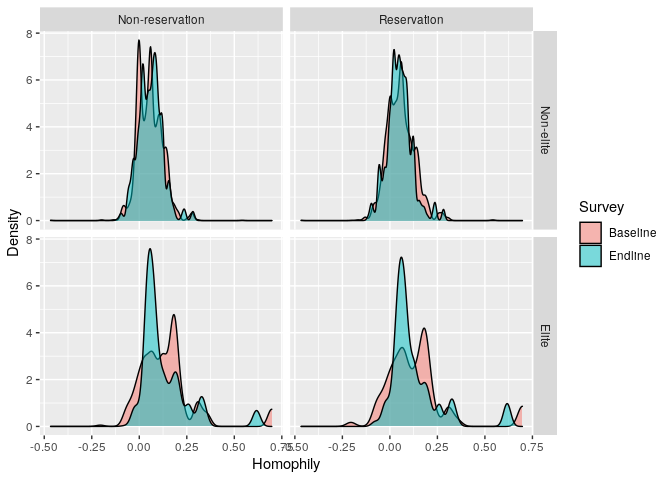 Non-reservation Reservation
8
6
4
2
0
Non-elite
8
6
4
2
0
Elite
Density
Survey
Baseline
Endline
-0.50 -0.25 0.00 0.25 0.50 0.75 -0.50 -0.25 0.00 0.25 0.50 0.75
Homophily